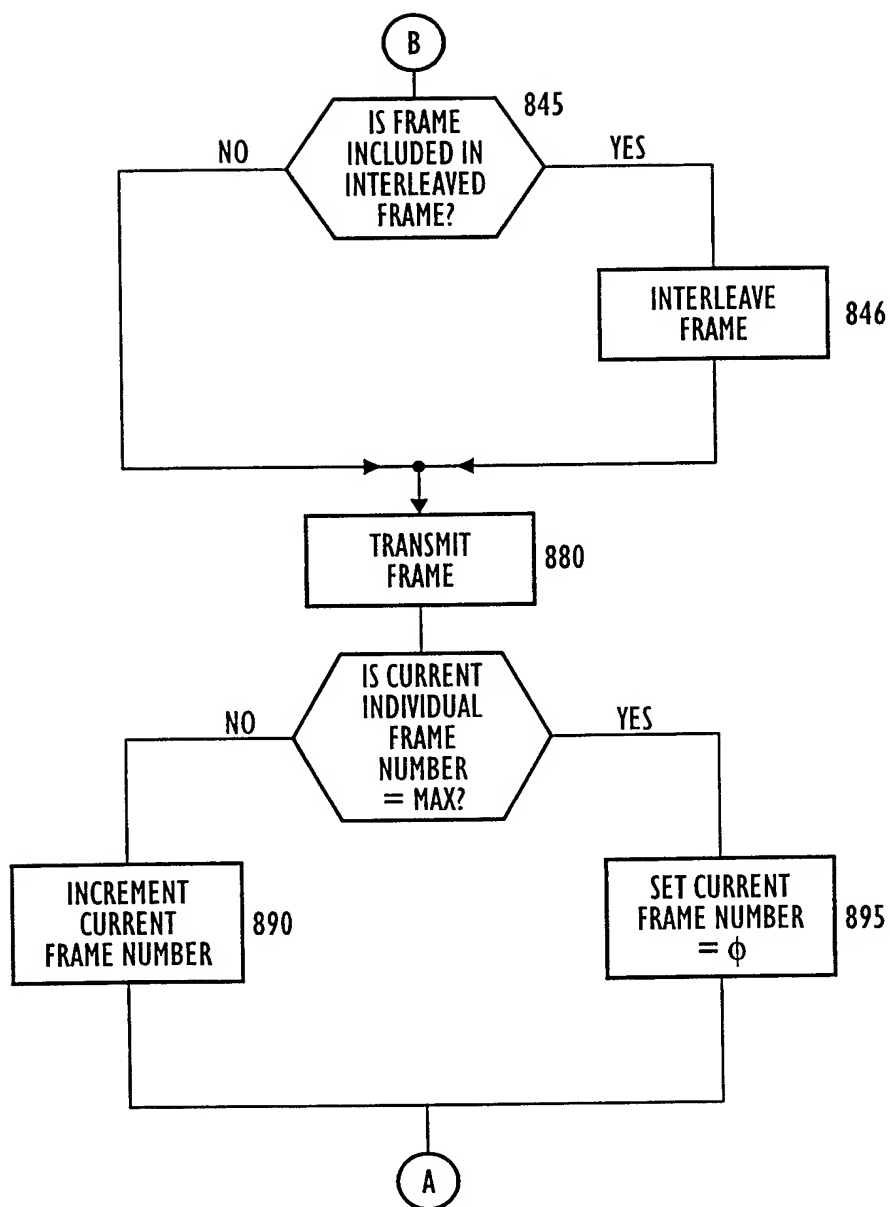 B
845
IS FRAME
INCLUDED IN
INTERLEAVED
FRAME?
NO
YES
INTERLEAVE
FRAME
846
TRANSMIT
FRAME
880
IS CURRENT
INDIVIDUAL
FRAME
NUMBER
= MAX?
NO
YES
INCREMENT
CURRENT
FRAME NUMBER
890
SET CURRENT
FRAME NUMBER
= ϕ
895
A